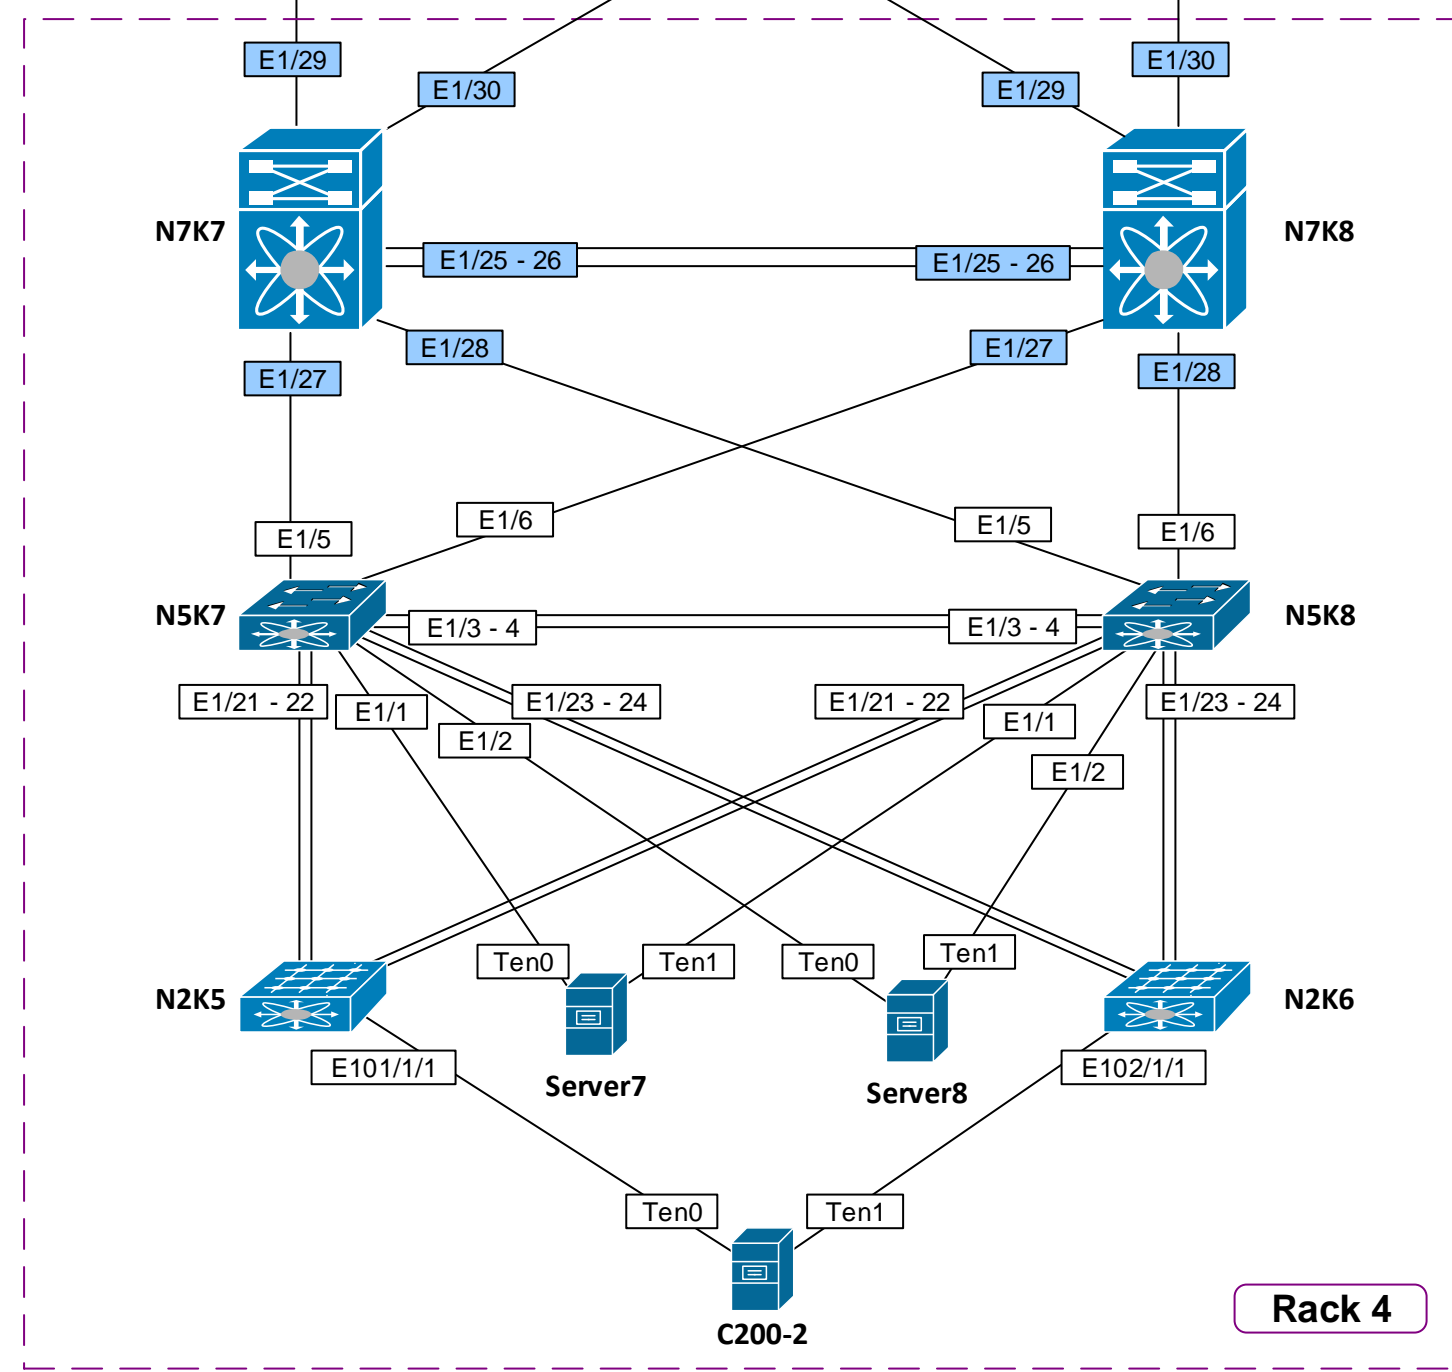 E1/29
E1/30
E1/30
E1/29
N7K7
N7K8
E1/25 - 26
E1/25 - 26
E1/28
E1/27
E1/27
E1/28
E1/5
E1/6
E1/5
E1/6
N5K7
N5K8
E1/3 - 4
E1/3 - 4
E1/21 - 22
E1/1
E1/2
E1/23 - 24
E1/21 - 22
E1/1
E1/2
E1/23 - 24
Ten0
Ten1
Ten0
Ten1
N2K5
N2K6
E101/1/1
Server7
Server8
E102/1/1
Ten0
Ten1
C200-2
Rack 4